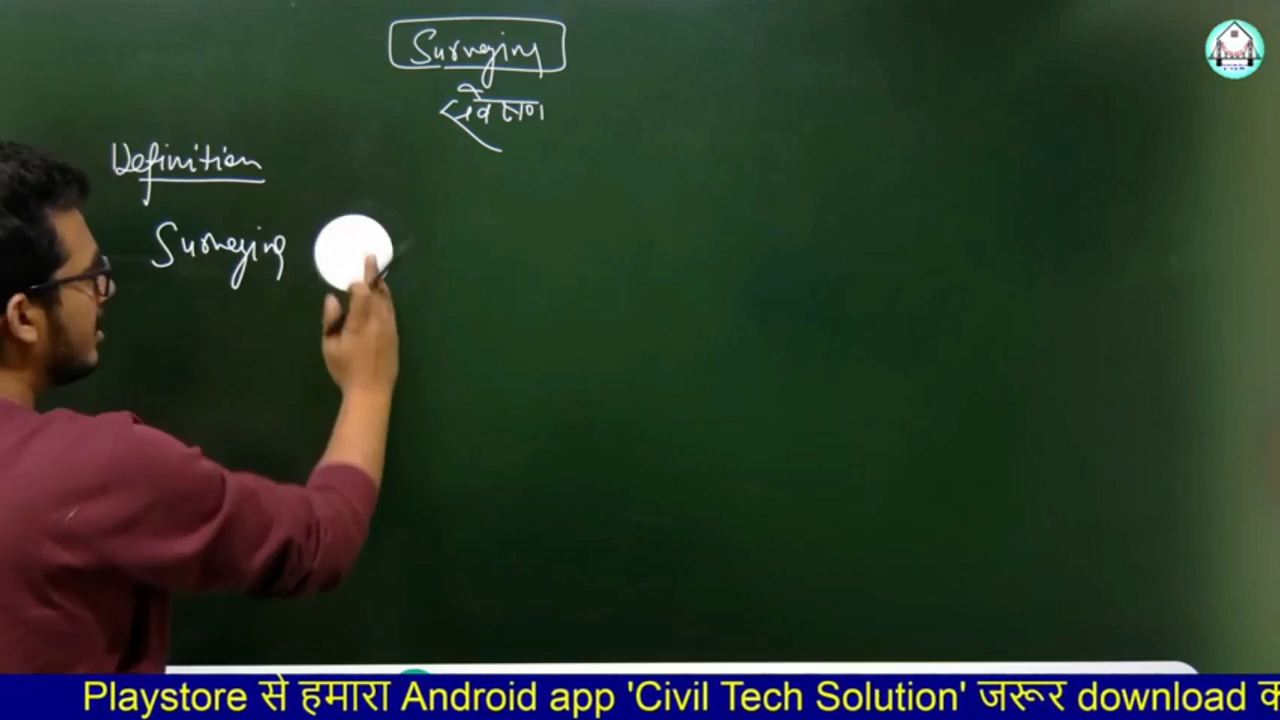 Surveying
सर्वेक्षण
Definition
Surveying
Playstore से हमारा Android app 'Civil Tech Solution' जरूर download क